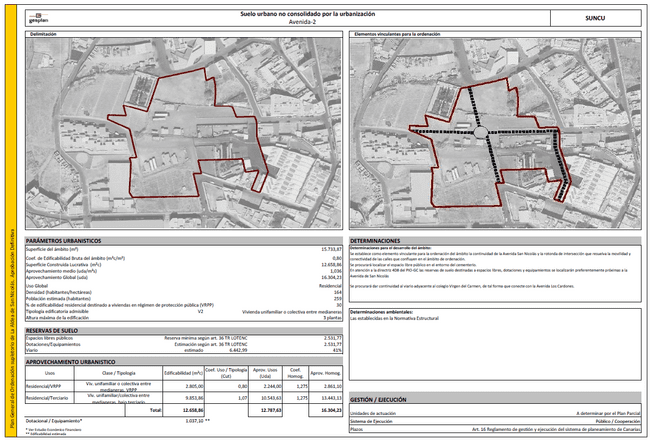 gesplan
Suelo urbano no consolidado por la urbanización
Avenida-2
SUNCU
Delimitación
Elementos vinculantes para la ordenación
Plan General de Ordenación supletorio de La Aldea de San Nicolás. Aprobación Definitiva
PARÁMETROS URBANISTICOS
Superficie del ámbito (m²) 15.733,87
Coef. de Edificabilidad Bruta del ámbito (m²c/m²) 0,80
Superficie Construida Lucrativa (m²c) 12.658,86
Aprovechamiento medio (uda/m²s) 1,036
Aprovechamiento Global (uda) 16.304,23
Uso Global Residencial
Densidad (habitantes/hectáreas) 164
Población estimada (habitantes) 259
% de edificabilidad residencial destinado a viviendas en régimen de protección pública (VRPP) 30
Tipología edificatoria admisible V2 Vivienda unifamiliar o colectiva entre medianeras
Altura máxima de la edificación 3 plantas
RESERVAS DE SUELO
Espacios libres públicos Reserva mínima según art. 36 TR LOTENC 2.531,77
Dotaciones/Equipamientos Estimación según art. 36 TR LOTENC 2.531,77
Viario estimado 6.442,99 41%
APROVECHAMIENTO URBANISTICO
Usos Clase / Tipología Edificabilidad (m²c) Coef. Uso / Tipología (Cut) Aprov. Usos (Uda) Coef. Homog. Aprov. Homog.
Residencial/VRPP Viv. unifamiliar o colectiva entre medianeras. VRPP 2.805,00 0,80 2.244,00 1,275 2.861,10
Residencial/Terciario Viv. unifamiliar/colectiva entre medianeras, bajo terciario 9.853,86 1,07 10.543,63 1,275 13.443,13
Total: 12.658,86 12.787,63 16.304,23
Dotacional / Equipamiento* 1.037,10 **
* Ver Estudio Económico Financiero
** Edificabilidad estimada
DETERMINACIONES
Determinaciones para el desarrollo del ámbito:
Se establece como elemento vinculante para la ordenación del ámbito la continuidad de la Avenida San Nicolás y la rotonda de intersección que resuelva la movilidad y
conectividad de las calles que confluyen en el ámbito de ordenación.
Se procurará localizar el espacio libre público en el entorno del cementerio.
En atención a la directriz 408 del PIO-GC las reservas de suelo destinadas a espacios libres, dotaciones y equipamientos se localizarán preferentemente próximas a la
Avenida de San Nicolás.
Se procurará dar continuidad al viario adyacente al colegio Virgen del Carmen, de tal forma que conecte con la Avenida Los Cardones.
Determinaciones ambientales:
Las establecidas en la Normativa Estructural
GESTIÓN / EJECUCIÓN
Unidades de actuación A determinar por el Plan Parcial
Sistema de Ejecución Público / Cooperación
Plazos Art. 16 Reglamento de gestión y ejecución del sistema de planeamiento de Canarias